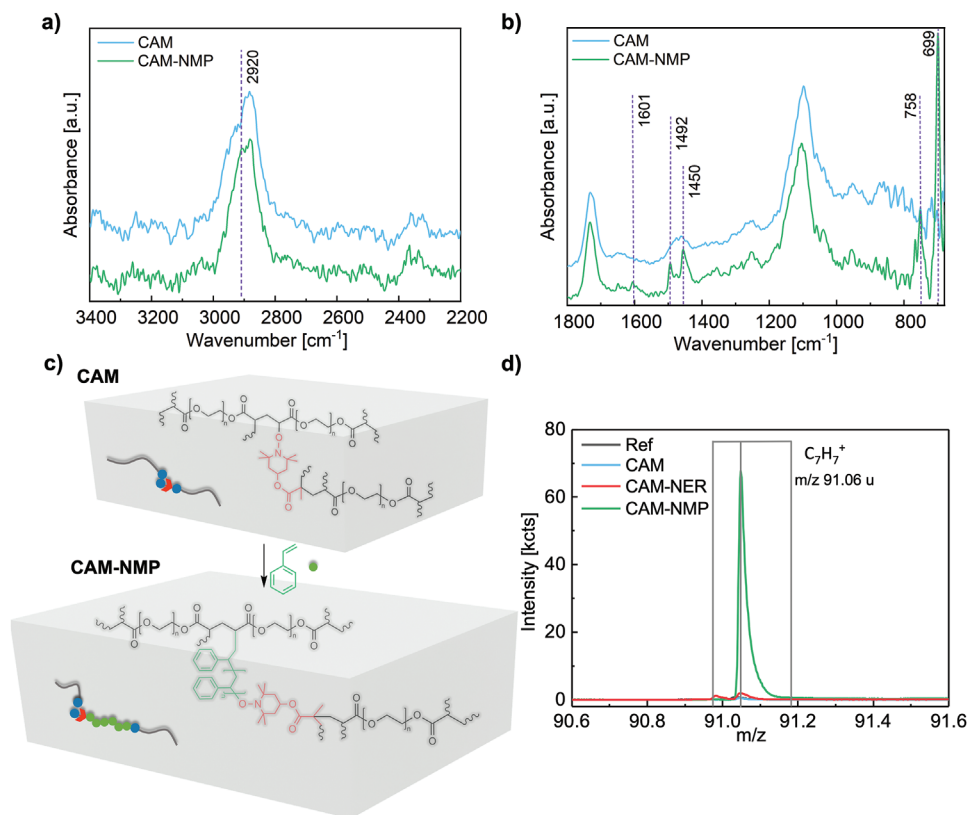 a)
CAM
CAM-NMP
2920
Absorbance [a.u.]
3400 3200 3000 2800 2600 2400 2200
Wavenumber [cm-1]
b)
CAM
CAM-NMP
1601
1492
1450
758
699
Absorbance [a.u.]
1800 1600 1400 1200 1000 800
Wavenumber [cm-1]
c)
CAM
O O O O
O O n O O n
O
N
O
O O O
O O n
CAM-NMP
O O O O
O O n O O n
O N O
O O O
O O n
d)
Ref
CAM
CAM-NER
CAM-NMP
C7H7+
m/z 91.06 u
Intensity [kcts]
80
60
40
20
0
90.6 90.8 91.0 91.2 91.4 91.6
m/z